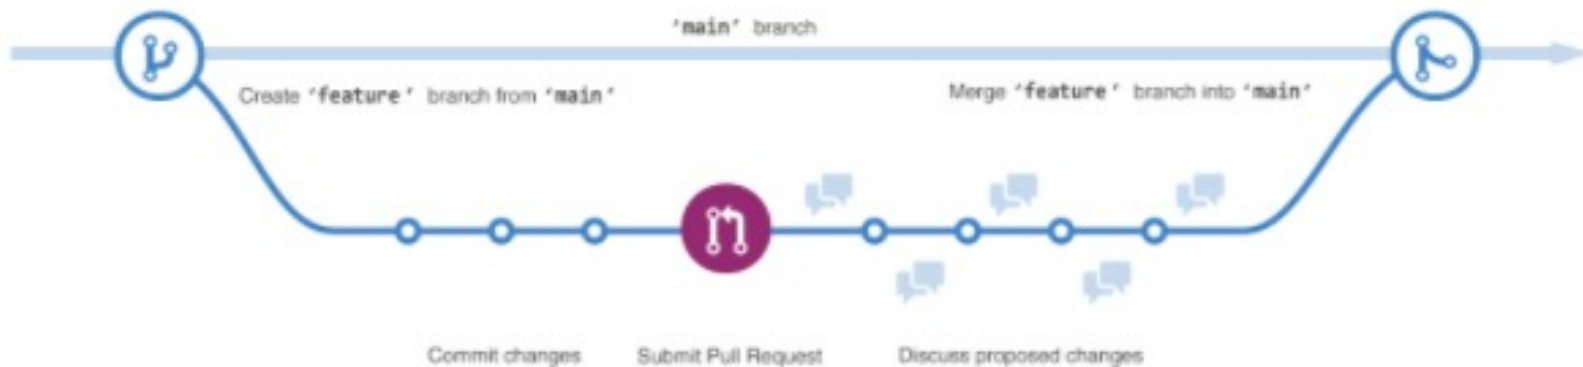 'main' branch
Create 'feature' branch from 'main'
Merge 'feature' branch into 'main'
Commit changes
Submit Pull Request
Discuss proposed changes